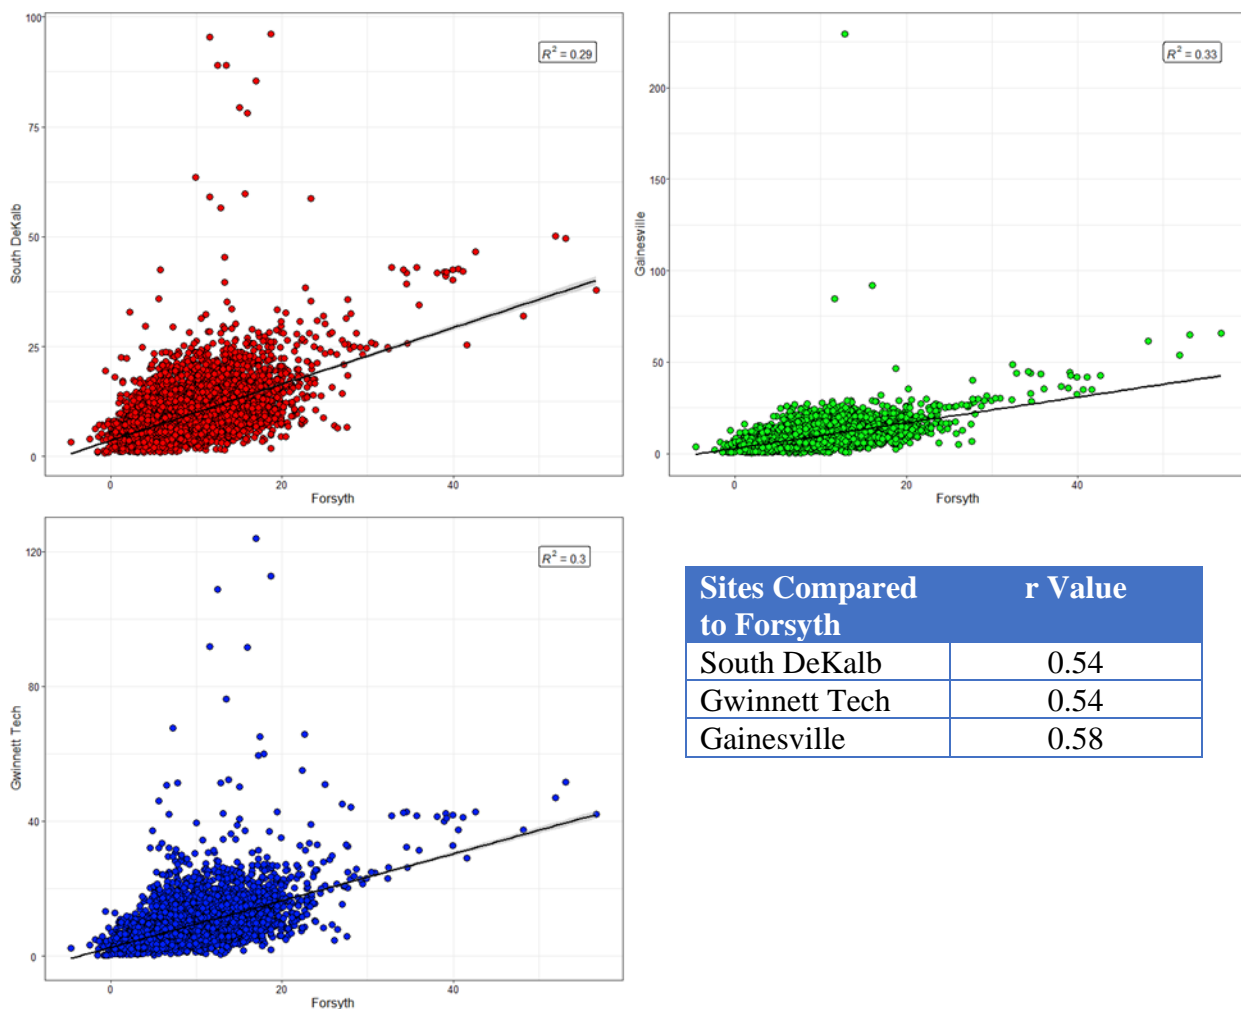 100
75
50
25
0
South DeKalb
R² = 0.29
0 20 40
Forsyth
200
150
100
50
0
Gainesville
R² = 0.33
0 20 40
Forsyth
120
80
40
0
Gwinnett Tech
R² = 0.3
0 20 40
Forsyth
Sites Compared r Value
to Forsyth
South DeKalb 0.54
Gwinnett Tech 0.54
Gainesville 0.58